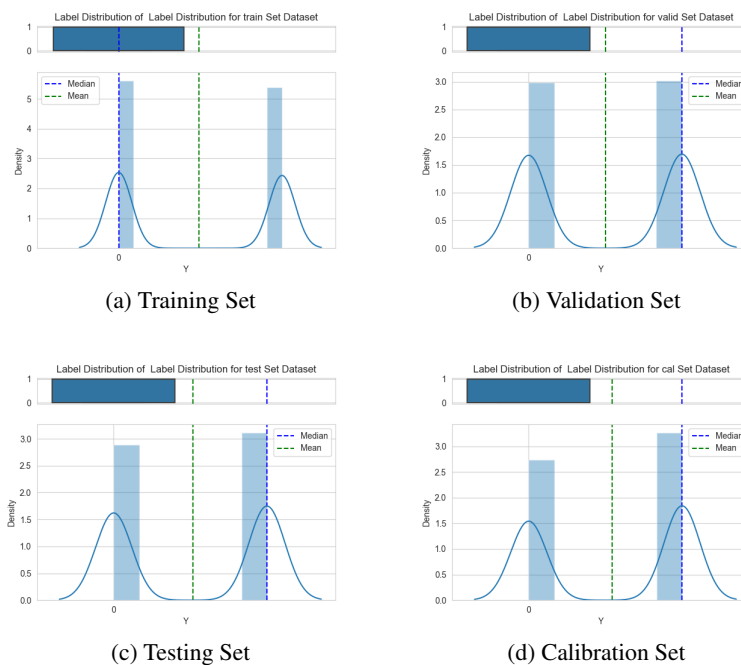 Label Distribution of  Label Distribution for train Set Dataset
1
0
Median
Mean
5
4
3
2
1
0
Density
0
Y
(a) Training Set
Label Distribution of  Label Distribution for valid Set Dataset
1
0
Median
Mean
3.0
2.5
2.0
1.5
1.0
0.5
0.0
Density
0
Y
(b) Validation Set
Label Distribution of  Label Distribution for test Set Dataset
1
0
Median
Mean
3.0
2.5
2.0
1.5
1.0
0.5
0.0
Density
0
Y
(c) Testing Set
Label Distribution of  Label Distribution for cal Set Dataset
1
0
Median
Mean
3.0
2.5
2.0
1.5
1.0
0.5
0.0
Density
0
Y
(d) Calibration Set